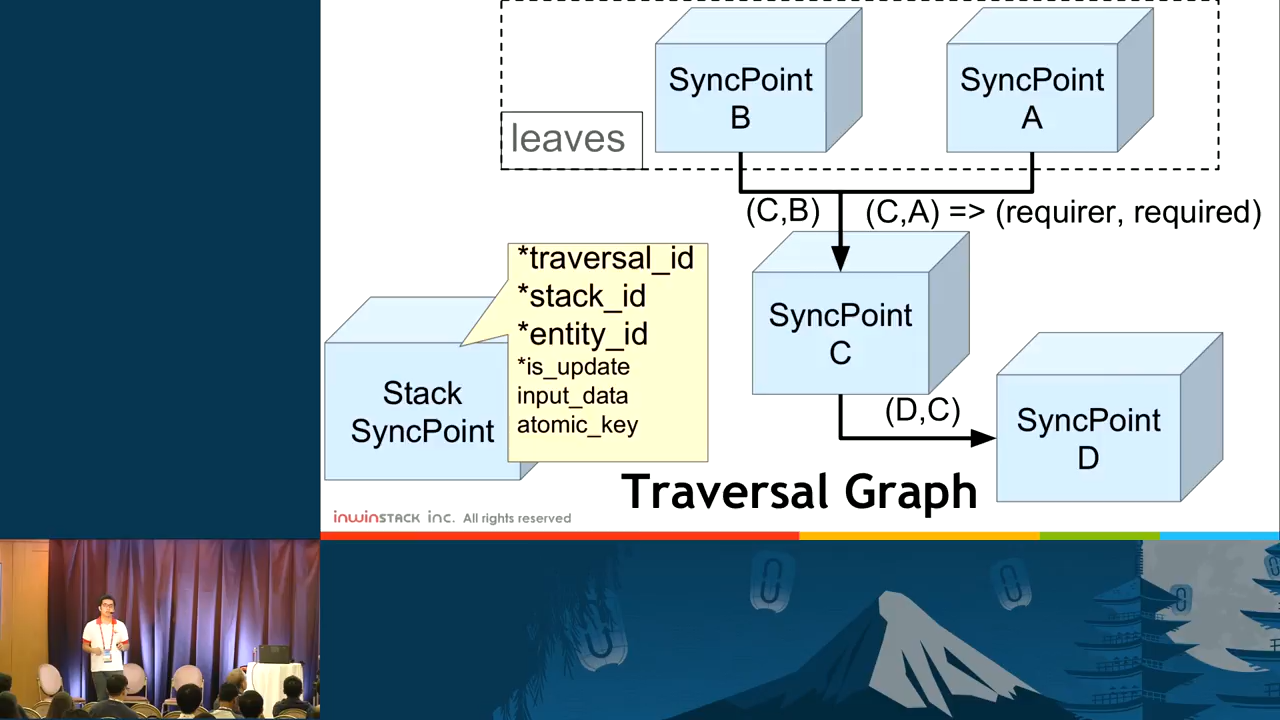 SyncPoint
B
SyncPoint
A
leaves
(C,B)
(C,A) => (requirer, required)
*traversal_id
*stack_id
*entity_id
*is_update
input_data
atomic_key
Stack
SyncPoint
SyncPoint
C
(D,C)
SyncPoint
D
Traversal Graph
inwinSTACK inc. All rights reserved